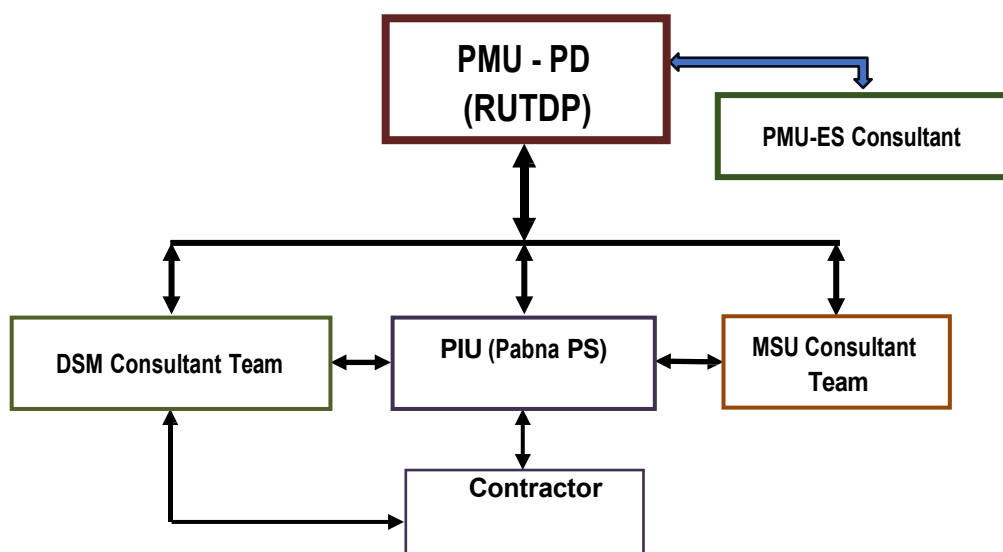 PMU - PD
(RUTDP)
PMU-ES Consultant
DSM Consultant Team
PIU (Pabna PS)
MSU Consultant
Team
Contractor